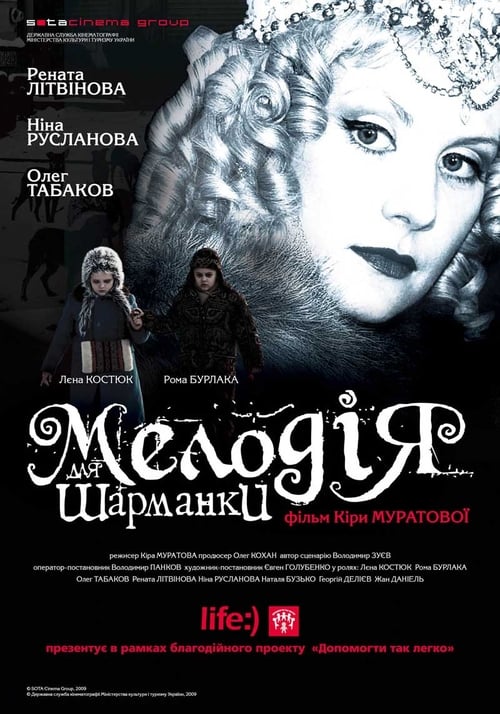 sotacinema group
ДЕРЖАВНА СЛУЖБА КІНЕМАТОГРАФІЇ
МІНІСТЕРСТВА КУЛЬТУРИ І ТУРИЗМУ УКРАЇНИ
Рената
ЛІТВІНОВА
Ніна
РУСЛАНОВА
Олег
ТАБАКОВ
Лєна КОСТЮК
Рома БУРЛАКА
Мелодія
для
Шарманки
фільм Кіри МУРАТОВОЇ
режисер Кіра МУРАТОВА продюсер Олег КОХАН автор сценарію Володимир ЗУЄВ
оператор-постановник Володимир ПАНКОВ художник-постановник Євген ГОЛУБЕНКО у ролях: Лєна КОСТЮК Рома БУРЛАКА
Олег ТАБАКОВ Рената ЛІТВІНОВА Ніна РУСЛАНОВА Наталя БУЗЬКО Георгій ДЕЛІЄВ Жан ДАНІЕЛЬ
life:)
презентує в рамках благодійного проекту «Допомогти так легко»
© SOTA Cinema Group, 2009
© Державна служба кінематографії Міністерства культури і туризму України, 2009